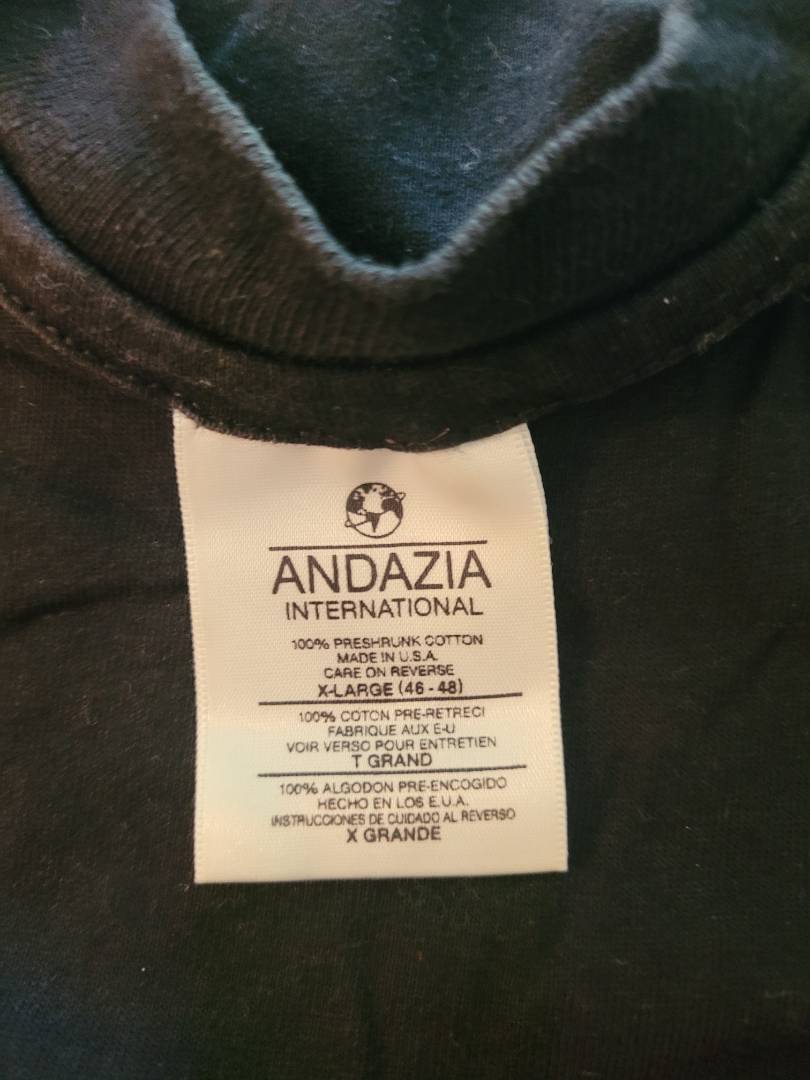 ANDAZIA
INTERNATIONAL
100% PRESHRUNK COTTON
MADE IN U.S.A.
CARE ON REVERSE
X-LARGE (46 - 48)
100% COTON PRE-RETRECI
FABRIQUE AUX E-U
VOIR VERSO POUR ENTRETIEN
T GRAND
100% ALGODON PRE-ENCOGIDO
HECHO EN LOS E.U.A.
INSTRUCCIONES DE CUIDADO AL REVERSO
X GRANDE